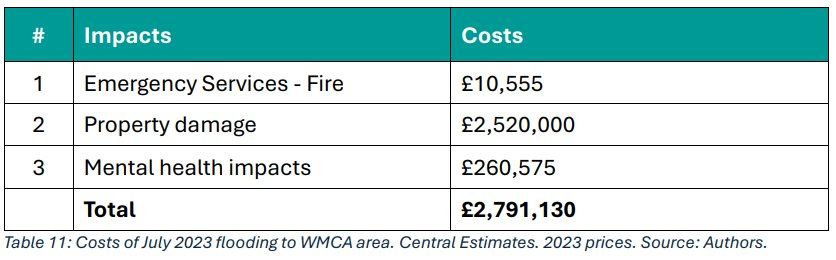 # Impacts Costs
1 Emergency Services - Fire £10,555
2 Property damage £2,520,000
3 Mental health impacts £260,575
Total £2,791,130
Table 11: Costs of July 2023 flooding to WMCA area. Central Estimates. 2023 prices. Source: Authors.